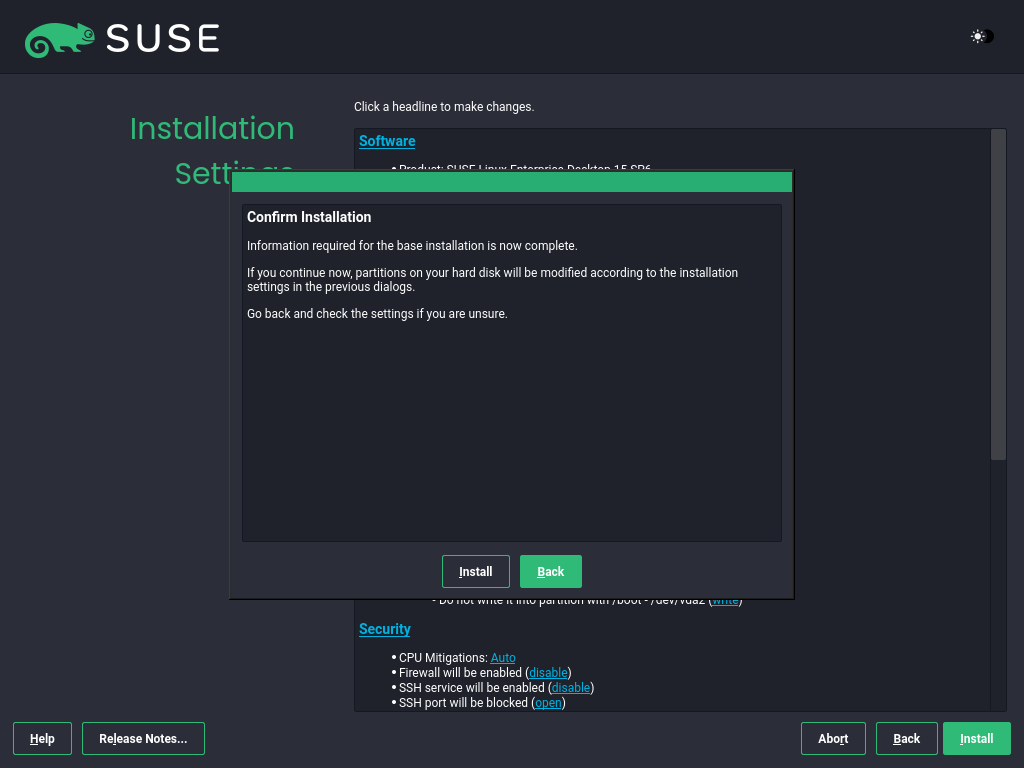 SUSE
Click a headline to make changes.
Installation
Settings
Software
• Product: SUSE Linux Enterprise Desktop 15 SP6
Confirm Installation
Information required for the base installation is now complete.
If you continue now, partitions on your hard disk will be modified according to the installation
settings in the previous dialogs.
Go back and check the settings if you are unsure.
Install Back
- Do not write it into partition with /boot - /dev/vda2 (write)
Security
• CPU Mitigations: Auto
• Firewall will be enabled (disable)
• SSH service will be enabled (disable)
• SSH port will be blocked (open)
Help Release Notes... Abort Back Install